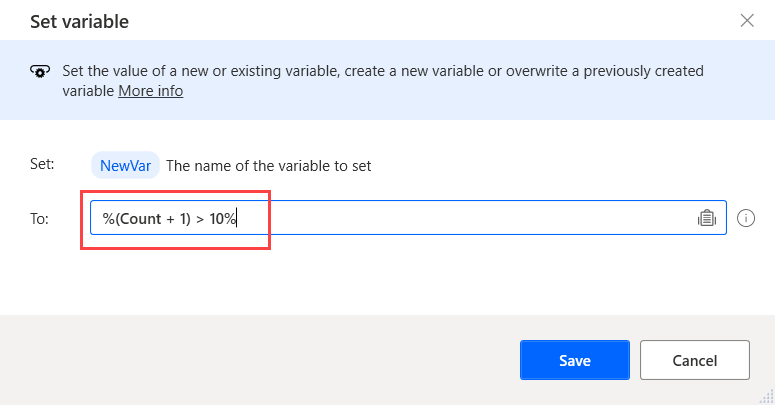 Set variable
Set the value of a new or existing variable, create a new variable or overwrite a previously created
variable More info
Set: NewVar The name of the variable to set
To: %(Count + 1) > 10%
Save Cancel